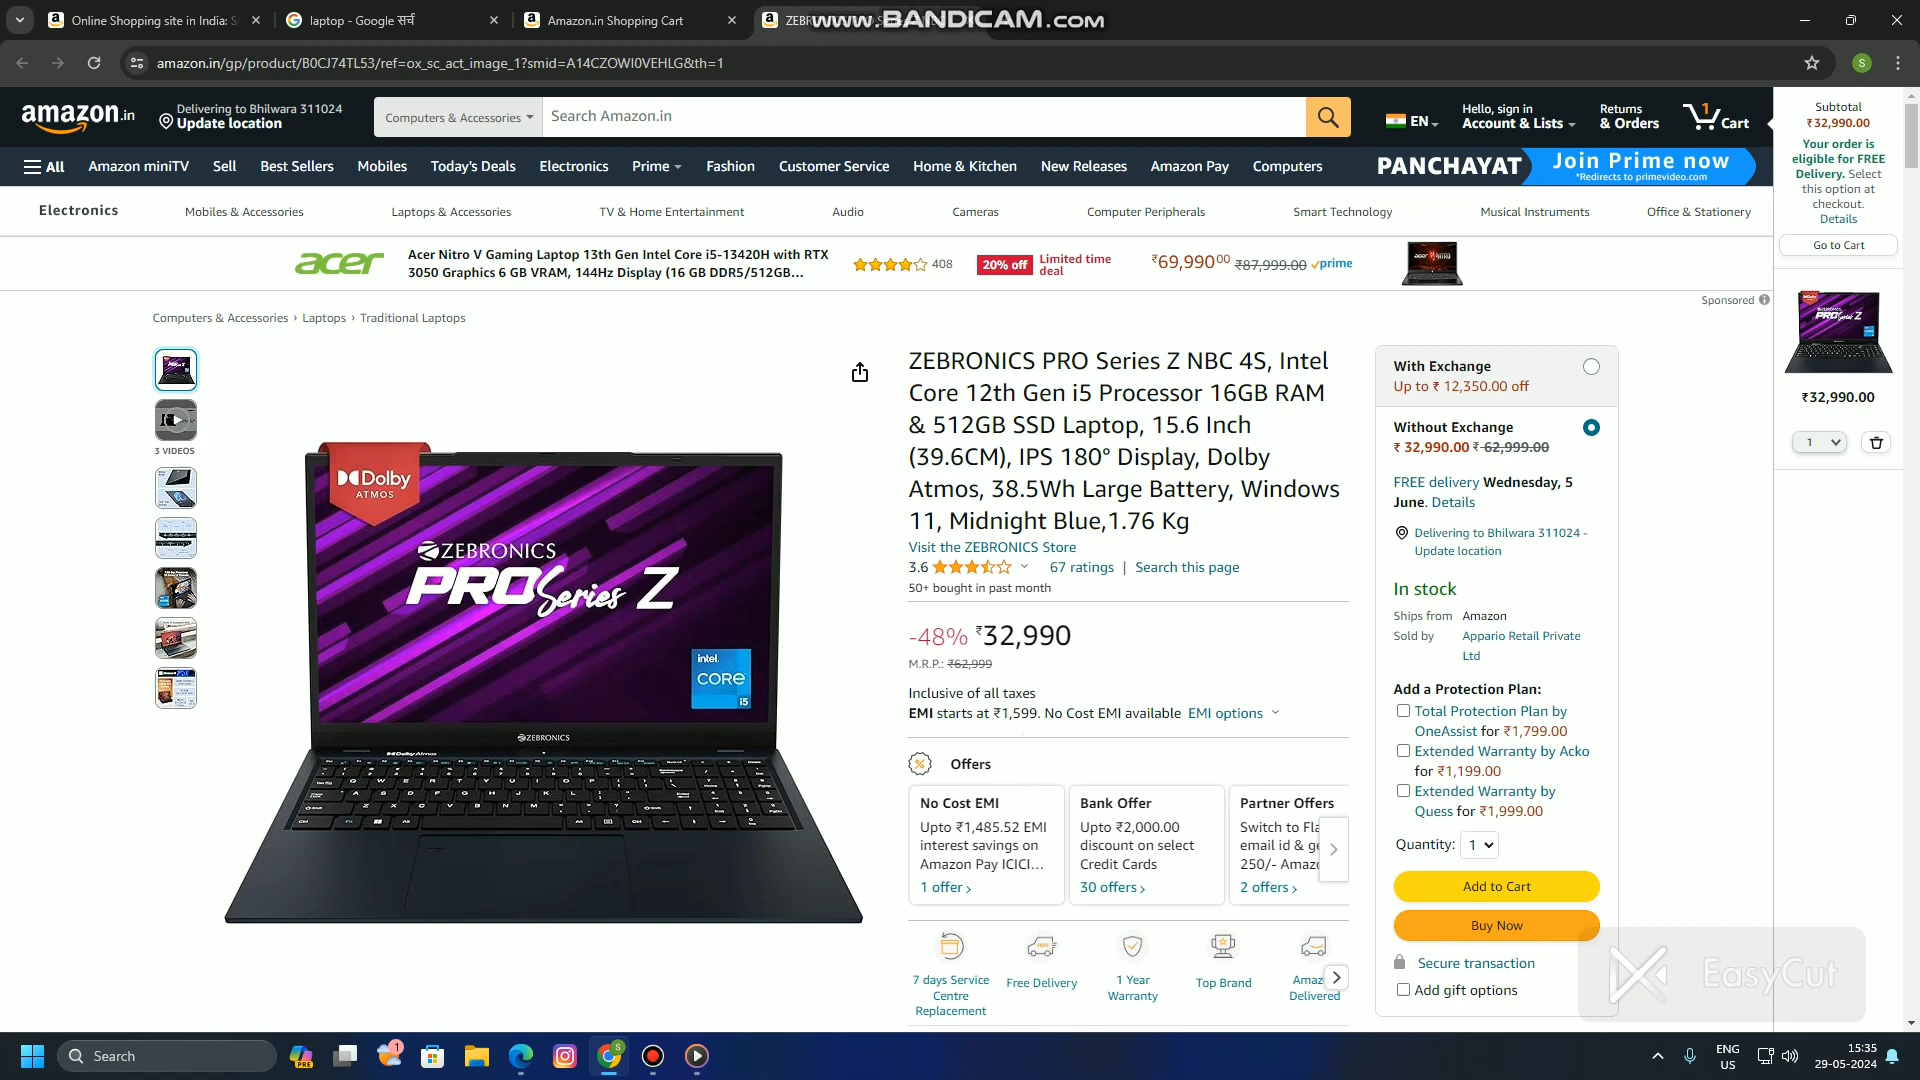 Online Shopping site in India: S
laptop - Google सर्च
Amazon.in Shopping Cart
ZEBR
www.BANDICAM.com
amazon.in/gp/product/B0CJ74TL53/ref=ox_sc_act_image_1?smid=A14CZOWI0VEHLG&th=1
S
amazon.in
Delivering to Bhilwara 311024
Update location
Computers & Accessories
Search Amazon.in
EN
Hello, sign in
Account & Lists
Returns
& Orders
1
Cart
All
Amazon miniTV
Sell
Best Sellers
Mobiles
Today's Deals
Electronics
Prime
Fashion
Customer Service
Home & Kitchen
New Releases
Amazon Pay
Computers
PANCHAYAT
Join Prime now
*Redirects to primevideo.com
Electronics
Mobiles & Accessories
Laptops & Accessories
TV & Home Entertainment
Audio
Cameras
Computer Peripherals
Smart Technology
Musical Instruments
Office & Stationery
acer
Acer Nitro V Gaming Laptop 13th Gen Intel Core i5-13420H with RTX
3050 Graphics 6 GB VRAM, 144Hz Display (16 GB DDR5/512GB...
408
20% off
Limited time
deal
₹69,990.00 ₹87,999.00 prime
Sponsored
Computers & Accessories › Laptops › Traditional Laptops
3 VIDEOS
Dolby
ATMOS
ZEBRONICS
PRO Series Z
intel.
CORE
i5
ZEBRONICS
Dolby Atmos
ZEBRONICS PRO Series Z NBC 4S, Intel
Core 12th Gen i5 Processor 16GB RAM
& 512GB SSD Laptop, 15.6 Inch
(39.6CM), IPS 180° Display, Dolby
Atmos, 38.5Wh Large Battery, Windows
11, Midnight Blue,1.76 Kg
Visit the ZEBRONICS Store
3.6
67 ratings | Search this page
50+ bought in past month
-48% ₹32,990
M.R.P.: ₹62,999
Inclusive of all taxes
EMI starts at ₹1,599. No Cost EMI available EMI options
Offers
No Cost EMI
Upto ₹1,485.52 EMI
interest savings on
Amazon Pay ICICI...
1 offer ›
Bank Offer
Upto ₹2,000.00
discount on select
Credit Cards
30 offers ›
Partner Offers
Switch to Fl
email id & g
250/- Amaz
2 offers ›
7 days Service
Centre
Replacement
Free Delivery
1 Year
Warranty
Top Brand
Amaz
Delivered
With Exchange
Up to ₹ 12,350.00 off
Without Exchange
₹ 32,990.00 ₹ 62,999.00
FREE delivery Wednesday, 5
June. Details
Delivering to Bhilwara 311024 -
Update location
In stock
Ships from Amazon
Sold by Appario Retail Private
Ltd
Add a Protection Plan:
Total Protection Plan by
OneAssist for ₹1,799.00
Extended Warranty by Acko
for ₹1,199.00
Extended Warranty by
Quess for ₹1,999.00
Quantity: 1
Add to Cart
Buy Now
Secure transaction
Add gift options
Subtotal
₹32,990.00
Your order is
eligible for FREE
Delivery. Select
this option at
checkout.
Details
Go to Cart
PRO Series Z
₹32,990.00
1
EasyCut
Search
PRE
1
S
ENG
US
15:35
29-05-2024